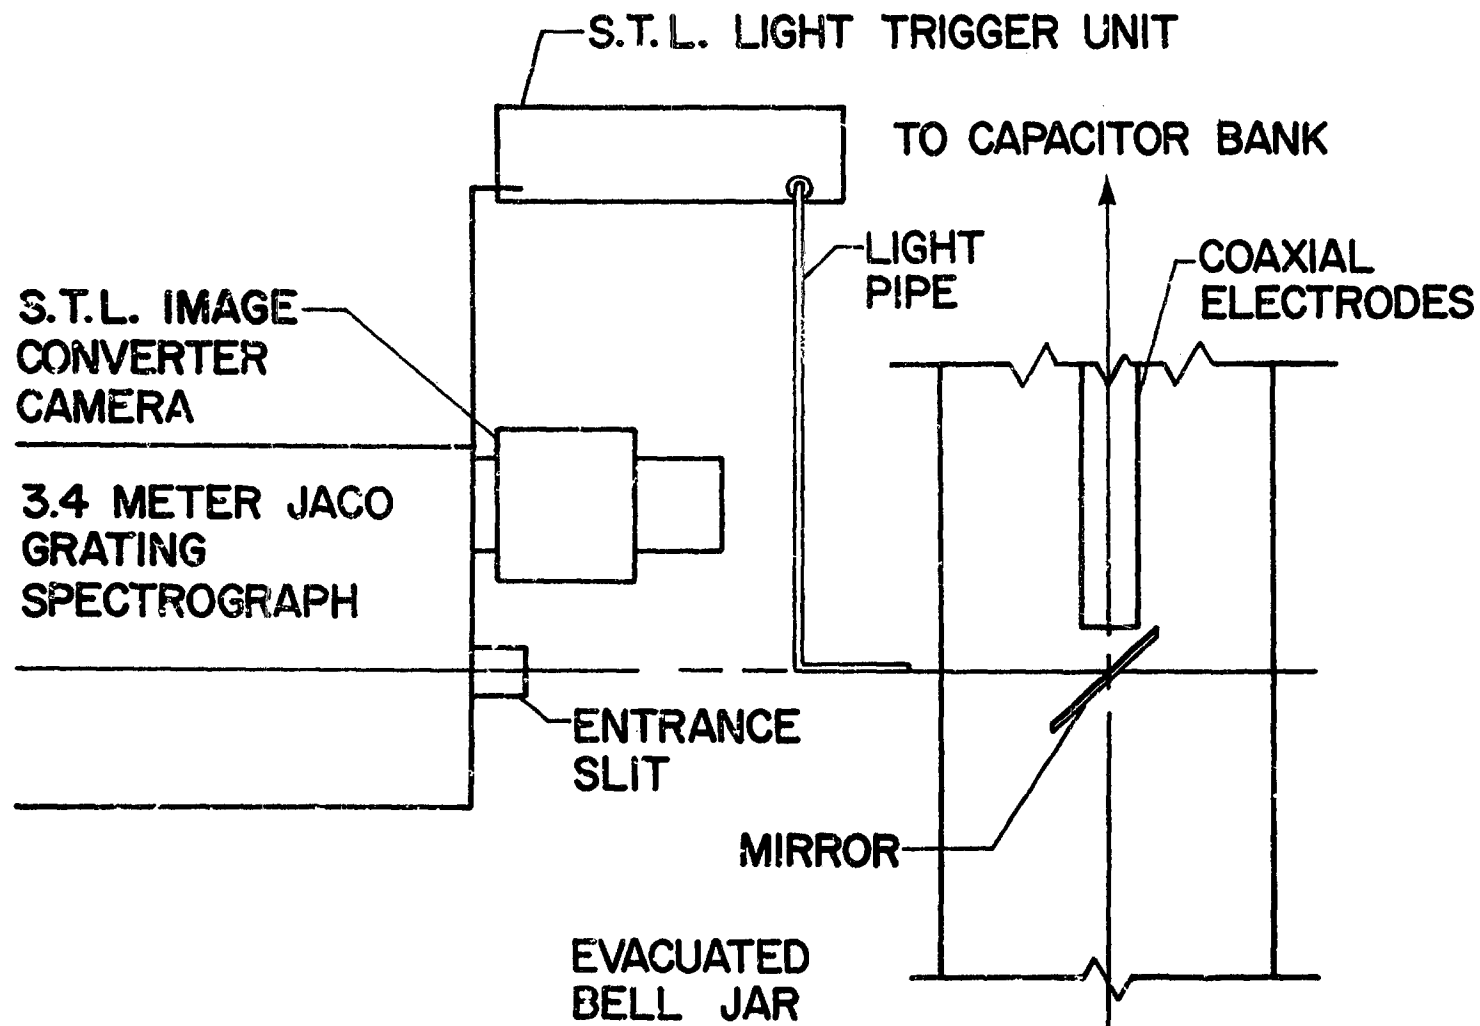 S.T.L. LIGHT TRIGGER UNIT
TO CAPACITOR BANK
LIGHT
PIPE
COAXIAL
ELECTRODES
S.T.L. IMAGE
CONVERTER
CAMERA
3.4 METER JACO
GRATING
SPECTROGRAPH
ENTRANCE
SLIT
MIRROR
EVACUATED
BELL JAR